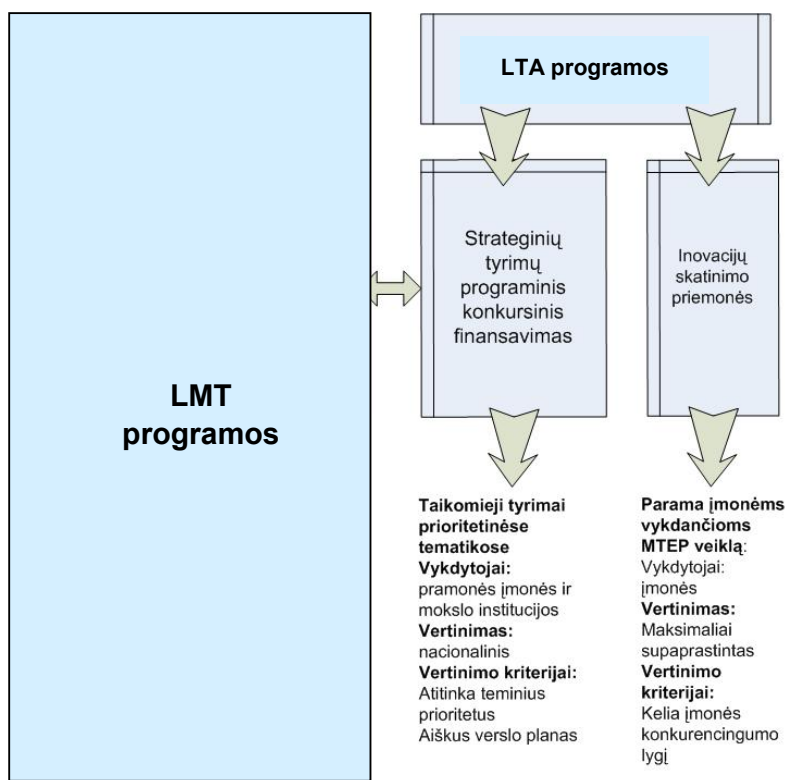 LTA programos
LMT
programos
Strateginių
tyrimų
programinis
konkursinis
finansavimas
Inovacijų
skatinimo
priemonės
Taikomieji tyrimai
prioritetinėse
tematikose
Vykdytojai:
pramonės įmonės ir
mokslo institucijos
Vertinimas:
nacionalinis
Vertinimo kriterijai:
Atitinka teminius
prioritetus
Aiškus verslo planas
Parama įmonėms
vykdančioms
MTEP veiklą:
Vykdytojai:
įmonės
Vertinimas:
Maksimaliai
supaprastintas
Vertinimo
kriterijai:
Kelia įmonės
konkurencingumo
lygį